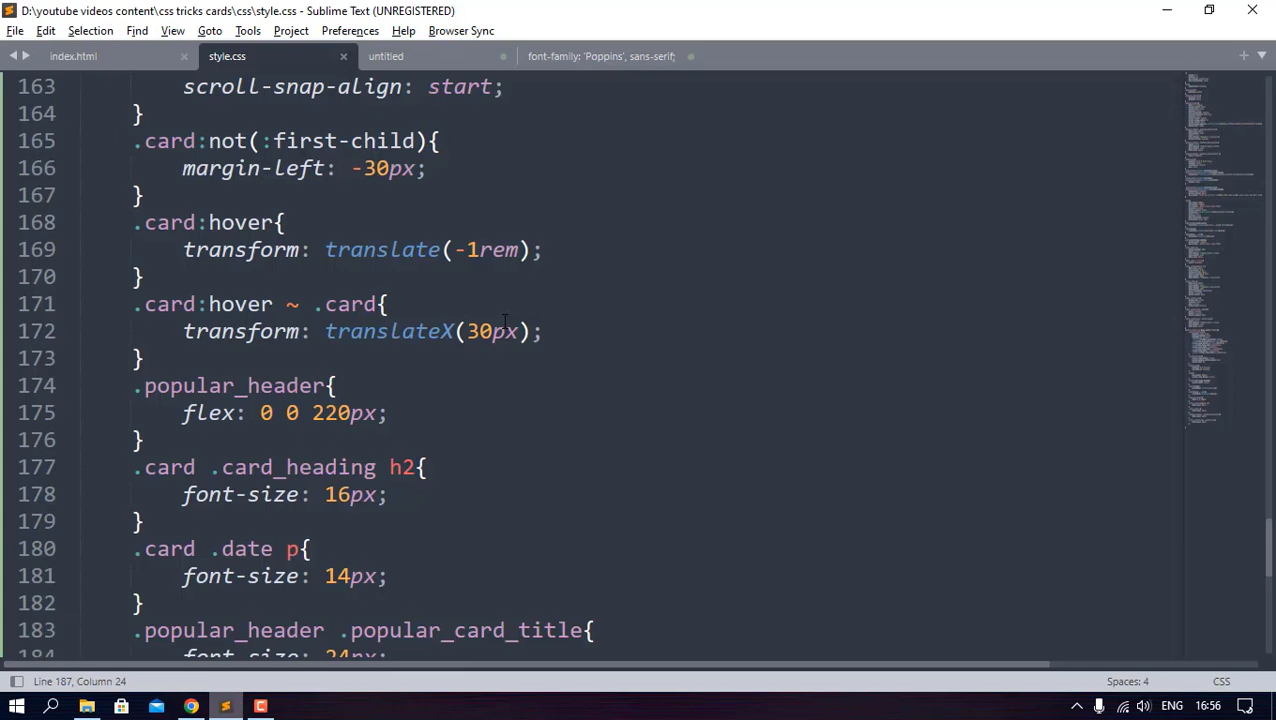 D:\youtube videos content\css tricks cards\css\style.css - Sublime Text (UNREGISTERED)
File Edit Selection Find View Goto Tools Project Preferences Help Browser Sync
index.html style.css untitled font-family: 'Poppins', sans-serif;
163 scroll-snap-align: start;
164 }
165 .card:not(:first-child){
166 margin-left: -30px;
167 }
168 .card:hover{
169 transform: translate(-1rem);
170 }
171 .card:hover ~ .card{
172 transform: translateX(30px);
173 }
174 .popular_header{
175 flex: 0 0 220px;
176 }
177 .card .card_heading h2{
178 font-size: 16px;
179 }
180 .card .date p{
181 font-size: 14px;
182 }
183 .popular_header .popular_card_title{
184 font-size: 24px;
Line 187, Column 24 Spaces: 4 CSS
ENG 16:56